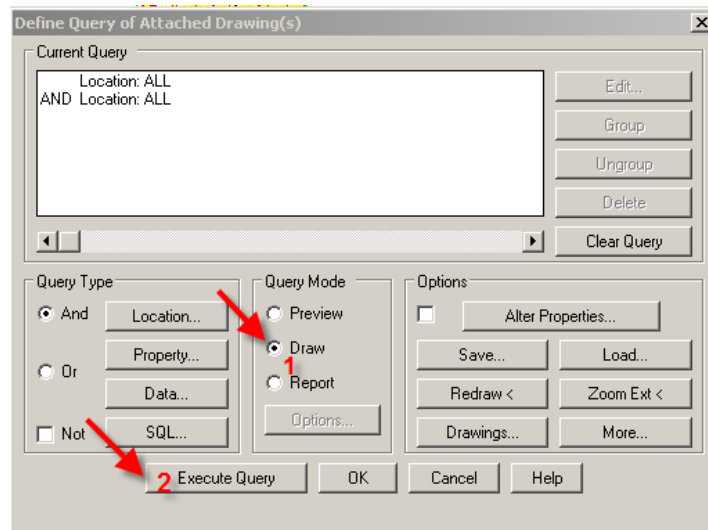 Define Query of Attached Drawing(s)
Current Query
Location: ALL
AND Location: ALL
Edit...
Group
Ungroup
Delete
Clear Query
Query Type
And
Location...
Or
Property...
Data...
Not
SQL...
Query Mode
Preview
Draw
1
Report
Options...
Options
Alter Properties...
Save...
Load...
Redraw <
Zoom Ext <
Drawings...
More...
2
Execute Query
OK
Cancel
Help